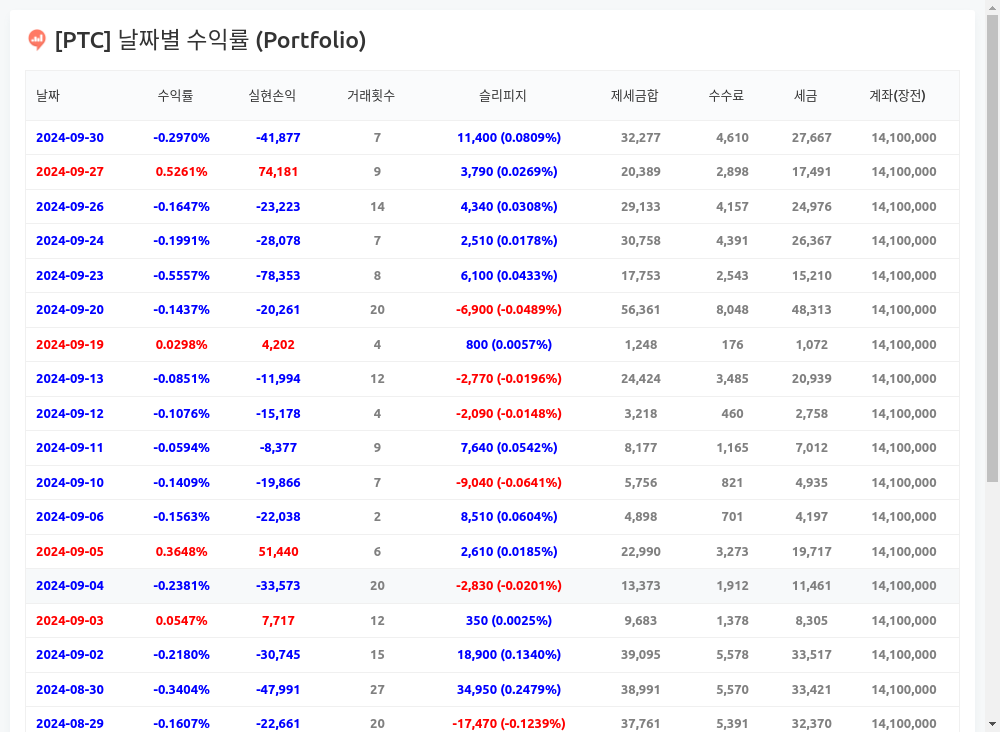 [PTC] 날짜별 수익률 (Portfolio)
날짜 수익률 실현손익 거래횟수 슬리피지 제세금합 수수료 세금 계좌(장전)
2024-09-30 -0.2970% -41,877 7 11,400 (0.0809%) 32,277 4,610 27,667 14,100,000
2024-09-27 0.5261% 74,181 9 3,790 (0.0269%) 20,389 2,898 17,491 14,100,000
2024-09-26 -0.1647% -23,223 14 4,340 (0.0308%) 29,133 4,157 24,976 14,100,000
2024-09-24 -0.1991% -28,078 7 2,510 (0.0178%) 30,758 4,391 26,367 14,100,000
2024-09-23 -0.5557% -78,353 8 6,100 (0.0433%) 17,753 2,543 15,210 14,100,000
2024-09-20 -0.1437% -20,261 20 -6,900 (-0.0489%) 56,361 8,048 48,313 14,100,000
2024-09-19 0.0298% 4,202 4 800 (0.0057%) 1,248 176 1,072 14,100,000
2024-09-13 -0.0851% -11,994 12 -2,770 (-0.0196%) 24,424 3,485 20,939 14,100,000
2024-09-12 -0.1076% -15,178 4 -2,090 (-0.0148%) 3,218 460 2,758 14,100,000
2024-09-11 -0.0594% -8,377 9 7,640 (0.0542%) 8,177 1,165 7,012 14,100,000
2024-09-10 -0.1409% -19,866 7 -9,040 (-0.0641%) 5,756 821 4,935 14,100,000
2024-09-06 -0.1563% -22,038 2 8,510 (0.0604%) 4,898 701 4,197 14,100,000
2024-09-05 0.3648% 51,440 6 2,610 (0.0185%) 22,990 3,273 19,717 14,100,000
2024-09-04 -0.2381% -33,573 20 -2,830 (-0.0201%) 13,373 1,912 11,461 14,100,000
2024-09-03 0.0547% 7,717 12 350 (0.0025%) 9,683 1,378 8,305 14,100,000
2024-09-02 -0.2180% -30,745 15 18,900 (0.1340%) 39,095 5,578 33,517 14,100,000
2024-08-30 -0.3404% -47,991 27 34,950 (0.2479%) 38,991 5,570 33,421 14,100,000
2024-08-29 -0.1607% -22,661 20 -17,470 (-0.1239%) 37,761 5,391 32,370 14,100,000